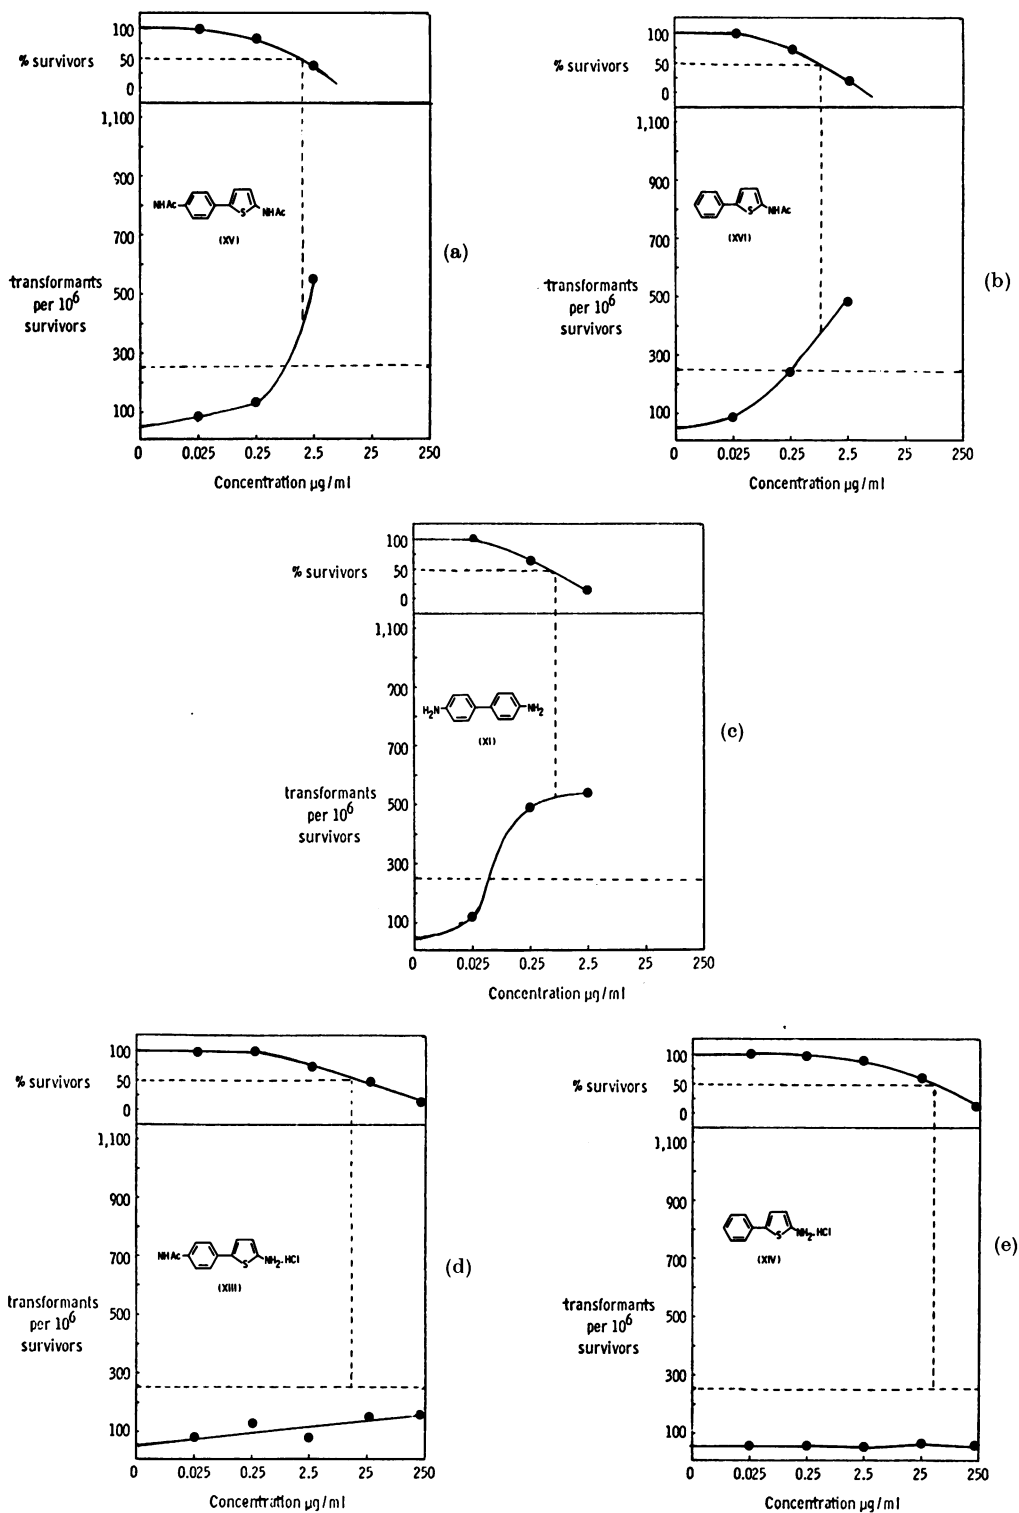 100
% survivors
50
0
1,100
900
NHAc
S
NHAc
(XV)
700
transformants
per 10⁶
survivors
500
300
100
0 0.025 0.25 2.5 25 250
Concentration µg/ml
(a)
100
% survivors
50
0
1,100
900
S
NHAc
(XVI)
700
transformants
per 10⁶
survivors
500
300
100
0 0.025 0.25 2.5 25 250
Concentration µg/ml
(b)
100
% survivors
50
0
1,100
900
H₂N
NH₂
(XI)
700
transformants
per 10⁶
survivors
500
300
100
0 0.025 0.25 2.5 25 250
Concentration µg/ml
(c)
100
% survivors
50
0
1,100
900
NHAc
S
NH₂.HCl
(XIII)
700
transformants
per 10⁶
survivors
500
300
100
0 0.025 0.25 2.5 25 250
Concentration µg/ml
(d)
100
% survivors
50
0
1,100
900
S
NH₂.HCl
(XIV)
700
transformants
per 10⁶
survivors
500
300
100
0 0.025 0.25 2.5 25 250
Concentration µg/ml
(e)